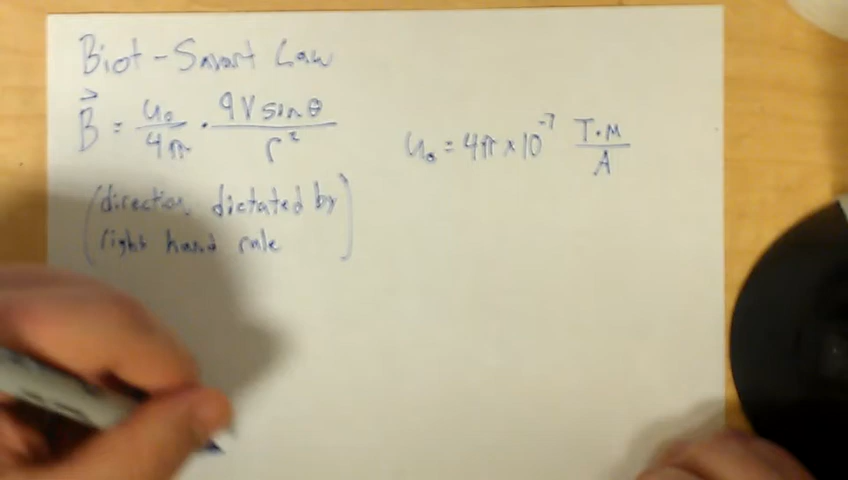 Biot-Savart Law
B⃗ = u₀/4π · qV sin θ/r²
u₀ = 4π × 10⁻⁷ T·M/A
(direction dictated by
right hand rule)